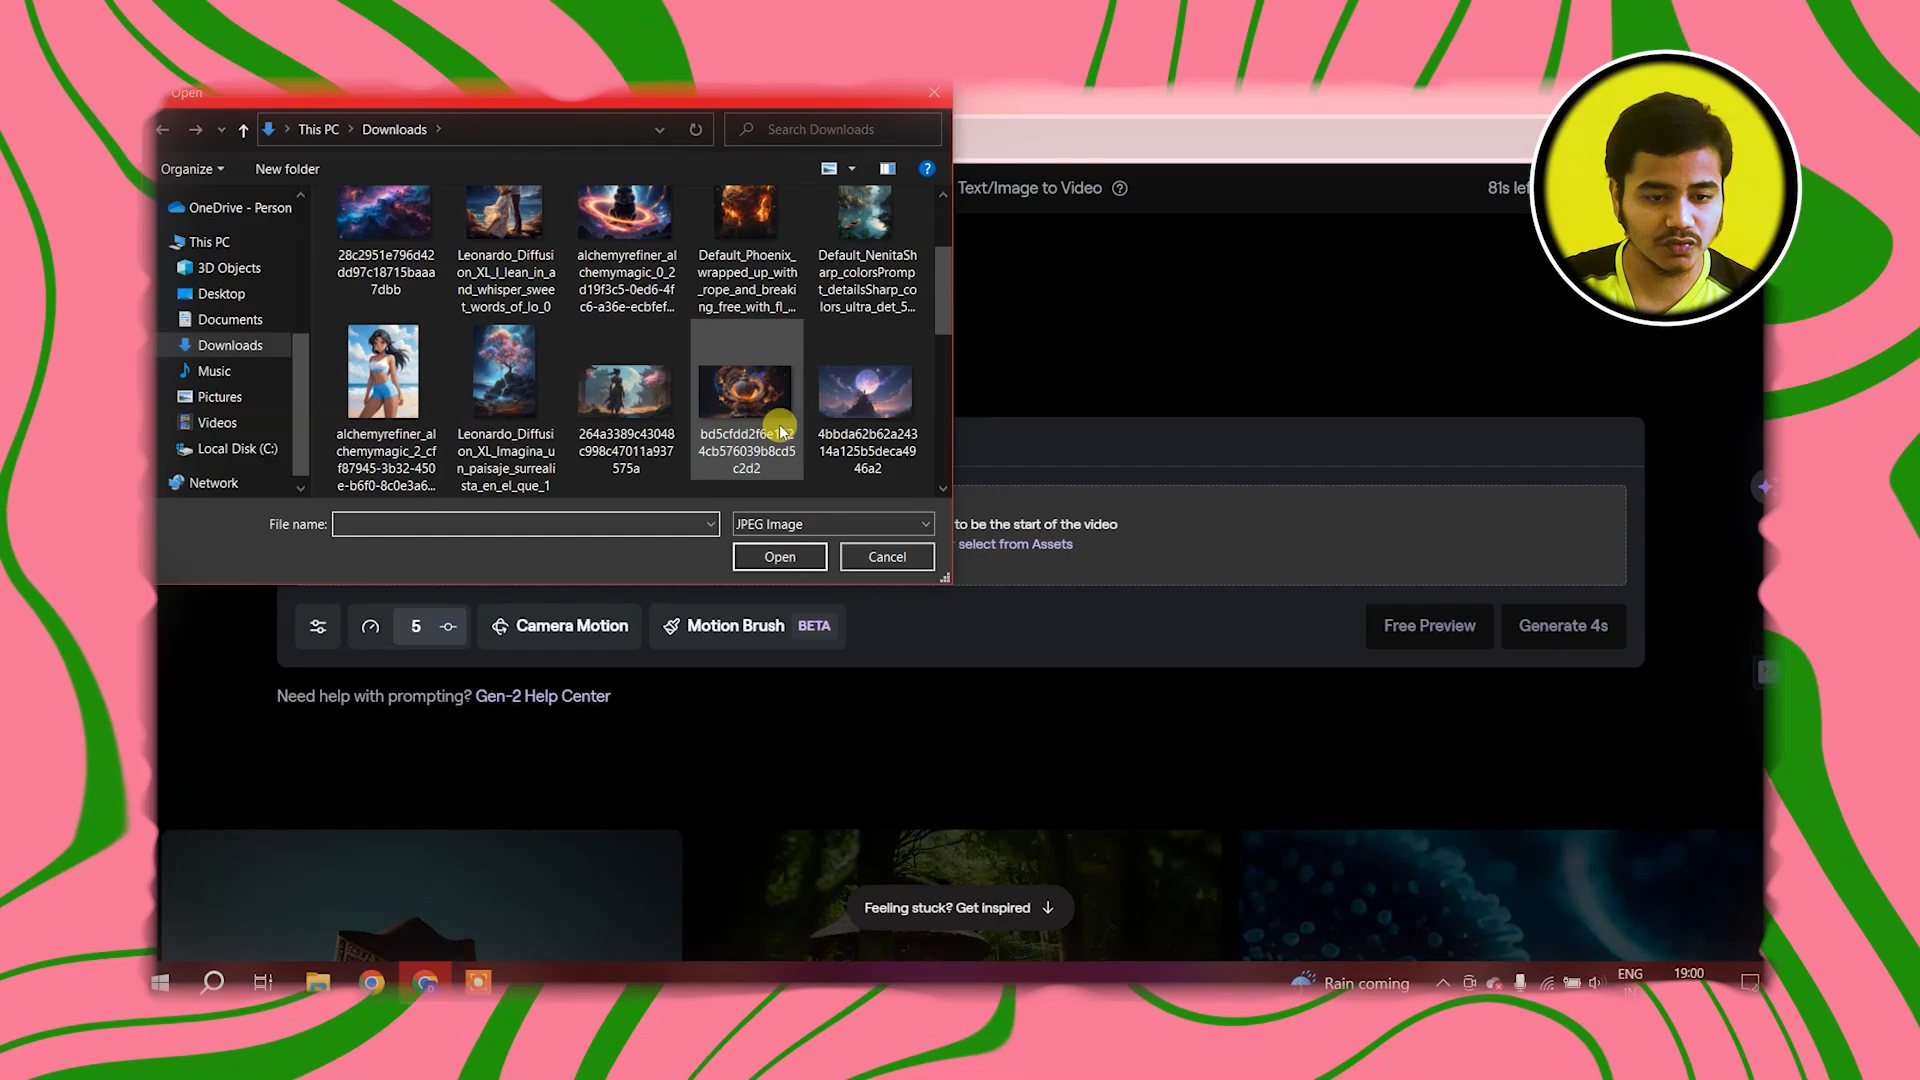 Open
This PC
Downloads
Search Downloads
Organize
New folder
?
OneDrive - Person
This PC
3D Objects
Desktop
Documents
Downloads
Music
Pictures
Videos
Local Disk (C:)
Network
28c2951e796d42
dd97c18715baaa
7dbb
Leonardo_Diffusi
on_XL_I_lean_in_a
nd_whisper_swee
t_words_of_lo_0
alchemyrefiner_al
chemymagic_0_2
d19f3c5-0ed6-4f
c6-a36e-ecbfef...
Default_Phoenix_
wrapped_up_with
_rope_and_breaki
ng_free_with_fl_...
Default_NenitaSh
arp_colorsPromp
t_detailsSharp_co
lors_ultra_det_5...
alchemyrefiner_al
chemymagic_2_cf
f87945-3b32-450
e-b6f0-8c0e3a6...
Leonardo_Diffusi
on_XL_Imagina_u
n_paisaje_surreali
sta_en_el_que_1
264a3389c43048
c998c47011a937
575a
4cb576039b8cd5
c2d2
4bbda62b62a243
14a125b5deca49
46a2
File name:
JPEG Image
Open
Cancel
Text/Image to Video ?
81s
to be the start of the video
select from Assets
5
Camera Motion
Motion Brush BETA
Free Preview
Generate 4s
Need help with prompting? Gen-2 Help Center
Feeling stuck? Get inspired
Rain coming
ENG
19:00